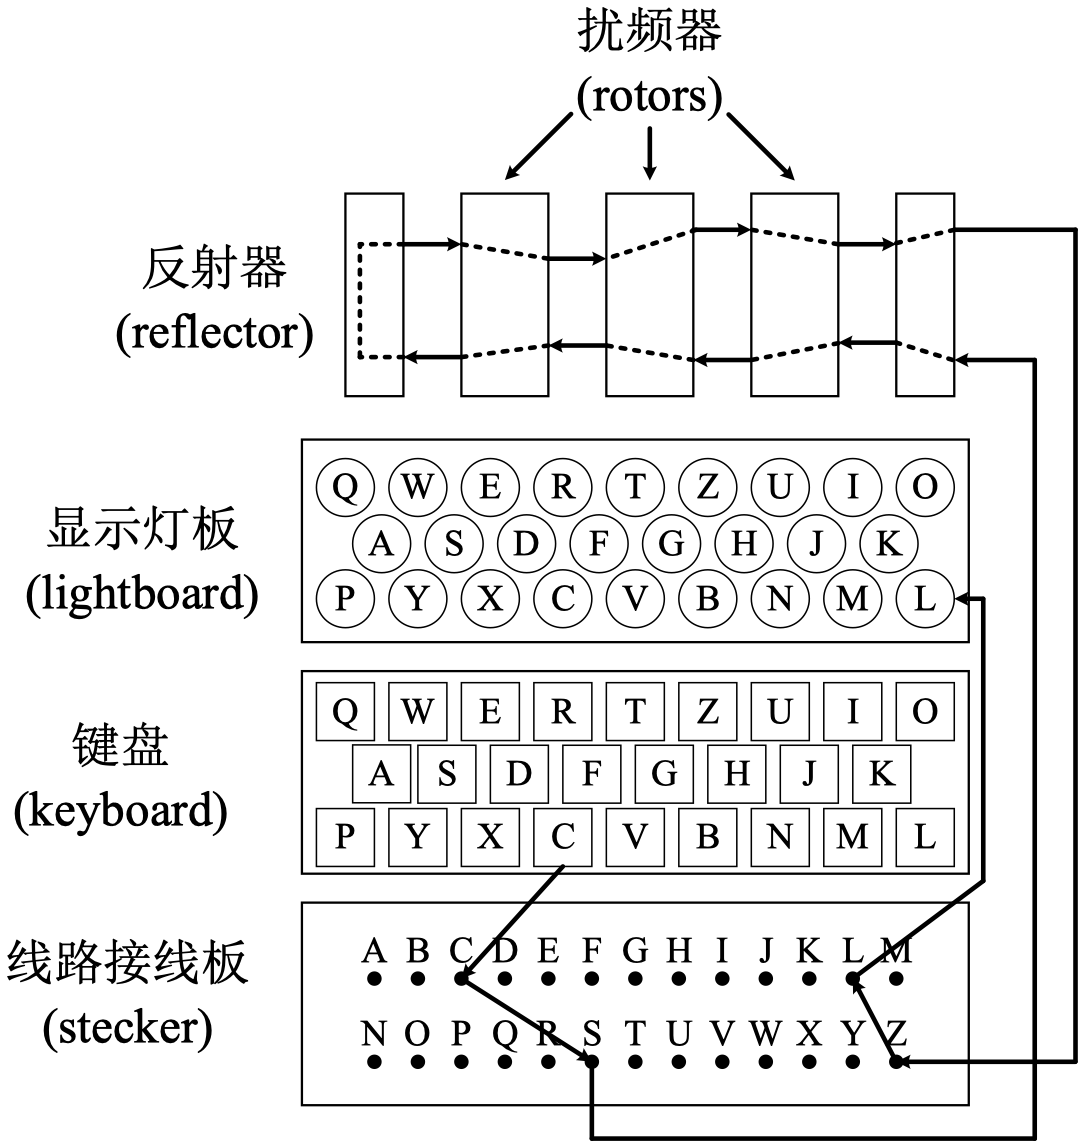 扰频器
(rotors)
反射器
(reflector)
显示灯板
(lightboard)
Q W E R T Z U I O
A S D F G H J K
P Y X C V B N M L
键盘
(keyboard)
Q W E R T Z U I O
A S D F G H J K
P Y X C V B N M L
线路接线板
(stecker)
A B C D E F G H I J K L M
N O P Q R S T U V W X Y Z